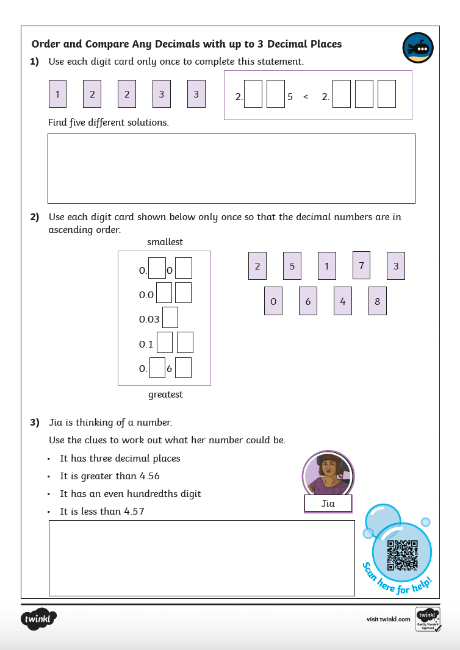 Order and Compare Any Decimals with up to 3 Decimal Places
1) Use each digit card only once to complete this statement.
1 2 2 3 3
2. 5 < 2.
Find five different solutions.
2) Use each digit card shown below only once so that the decimal numbers are in
ascending order.
smallest
0. 0
0.0
0.03
0.1
0. 6
greatest
2 5 1 7 3
0 6 4 8
3) Jia is thinking of a number.
Use the clues to work out what her number could be.
• It has three decimal places
• It is greater than 4.56
• It has an even hundredths digit
• It is less than 4.57
Jia
Scan here for help!
twinkl
visit twinkl.com
twinkl